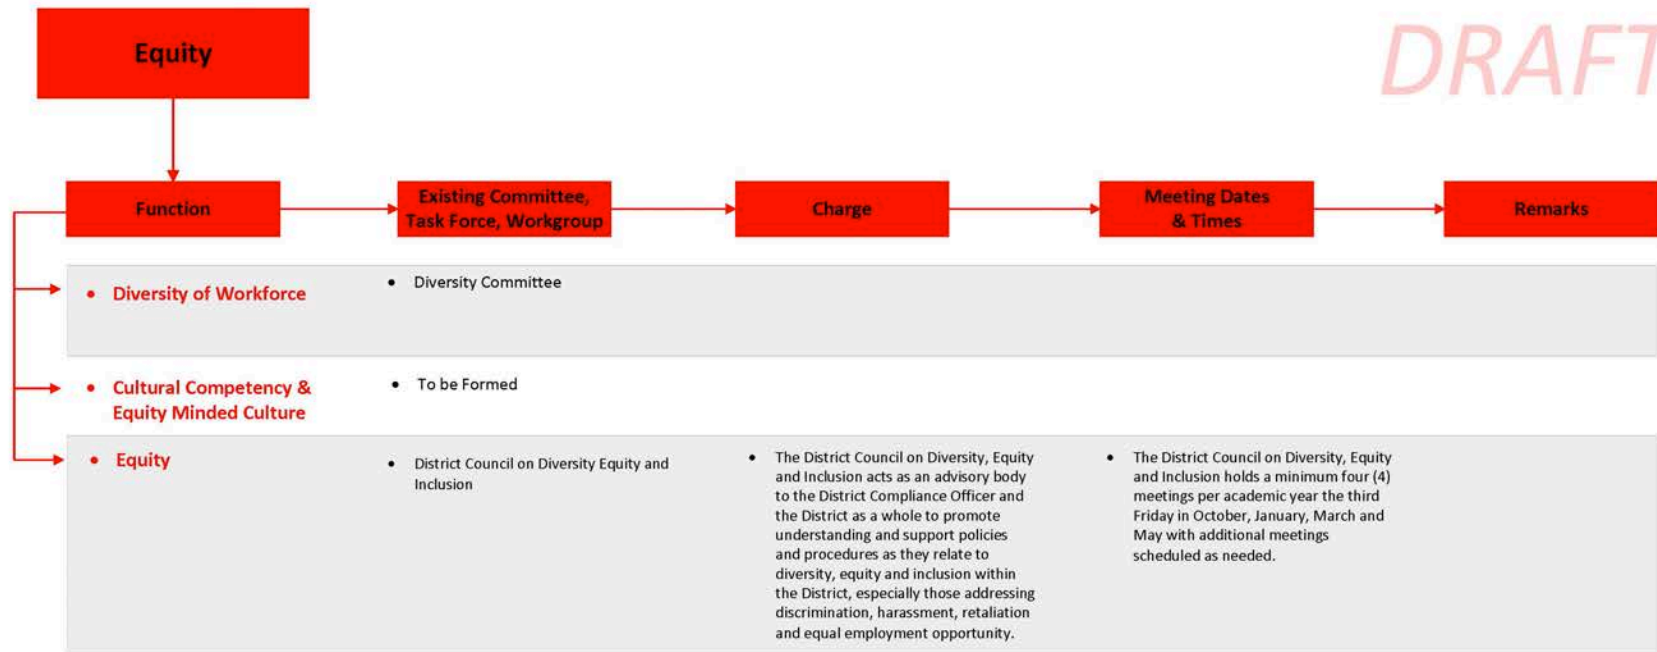 Equity
DRAFT
Function
Existing Committee,
Task Force, Workgroup
Charge
Meeting Dates
& Times
Remarks
• Diversity of Workforce
• Diversity Committee
• Cultural Competency &
Equity Minded Culture
• To be Formed
• Equity
• District Council on Diversity Equity and
Inclusion
• The District Council on Diversity, Equity
and Inclusion acts as an advisory body
to the District Compliance Officer and
the District as a whole to promote
understanding and support policies
and procedures as they relate to
diversity, equity and inclusion within
the District, especially those addressing
discrimination, harassment, retaliation
and equal employment opportunity.
• The District Council on Diversity, Equity
and Inclusion holds a minimum four (4)
meetings per academic year the third
Friday in October, January, March and
May with additional meetings
scheduled as needed.